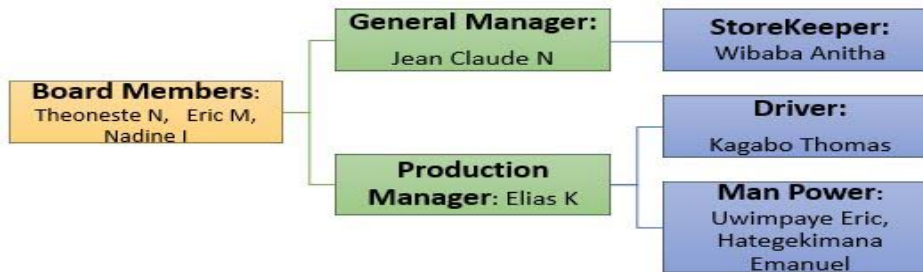 Board Members:
Theoneste N,   Eric M,
Nadine I
General Manager:
Jean Claude N
Production
Manager: Elias K
StoreKeeper:
Wibaba Anitha
Driver:
Kagabo Thomas
Man Power:
Uwimpaye Eric,
Hategekimana
Emanuel